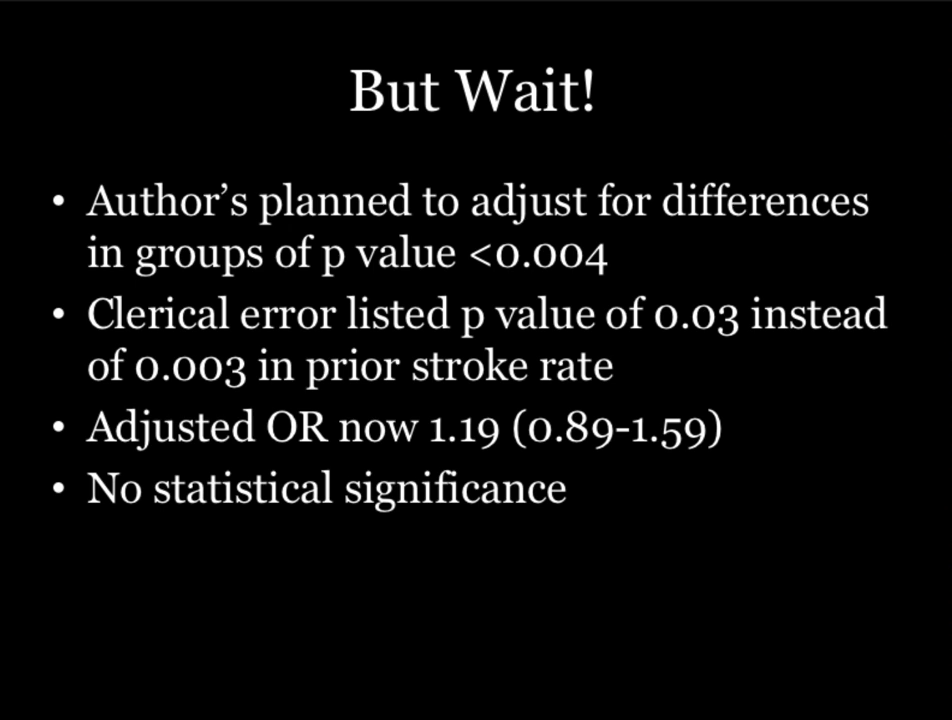 But Wait!
• Author’s planned to adjust for differences
in groups of p value <0.004
• Clerical error listed p value of 0.03 instead
of 0.003 in prior stroke rate
• Adjusted OR now 1.19 (0.89-1.59)
• No statistical significance